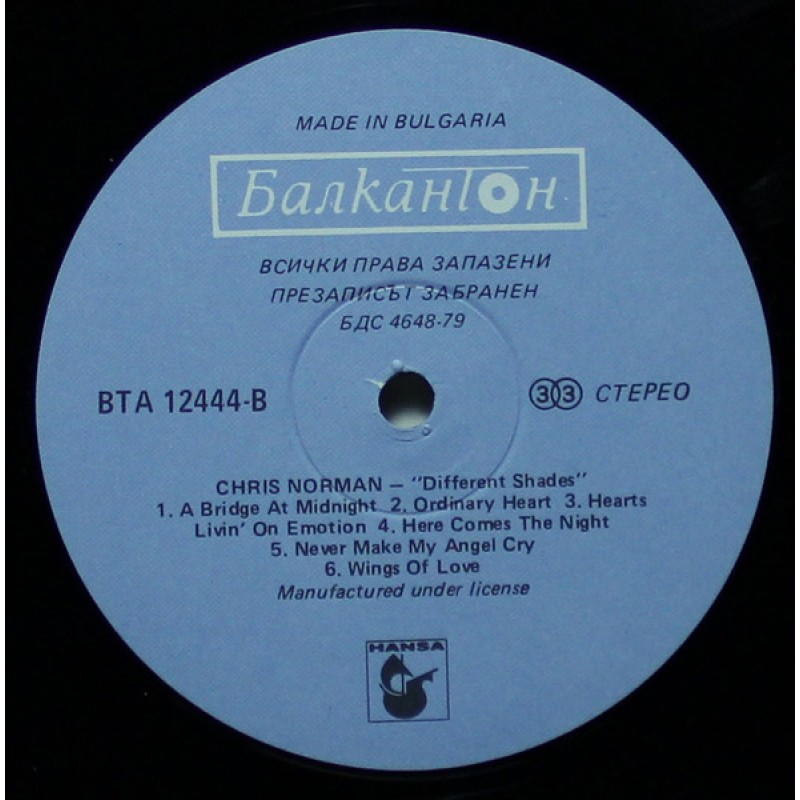 MADE IN BULGARIA
Балкантон
ВСИЧКИ ПРАВА ЗАПАЗЕНИ
ПРЕЗАПИСЪТ ЗАБРАНЕН
БДС 4648-79
ВТА 12444-В
33 СТЕРЕО
CHRIS NORMAN – "Different Shades"
1. A Bridge At Midnight 2. Ordinary Heart 3. Hearts
Livin' On Emotion 4. Here Comes The Night
5. Never Make My Angel Cry
6. Wings Of Love
Manufactured under license
HANSA